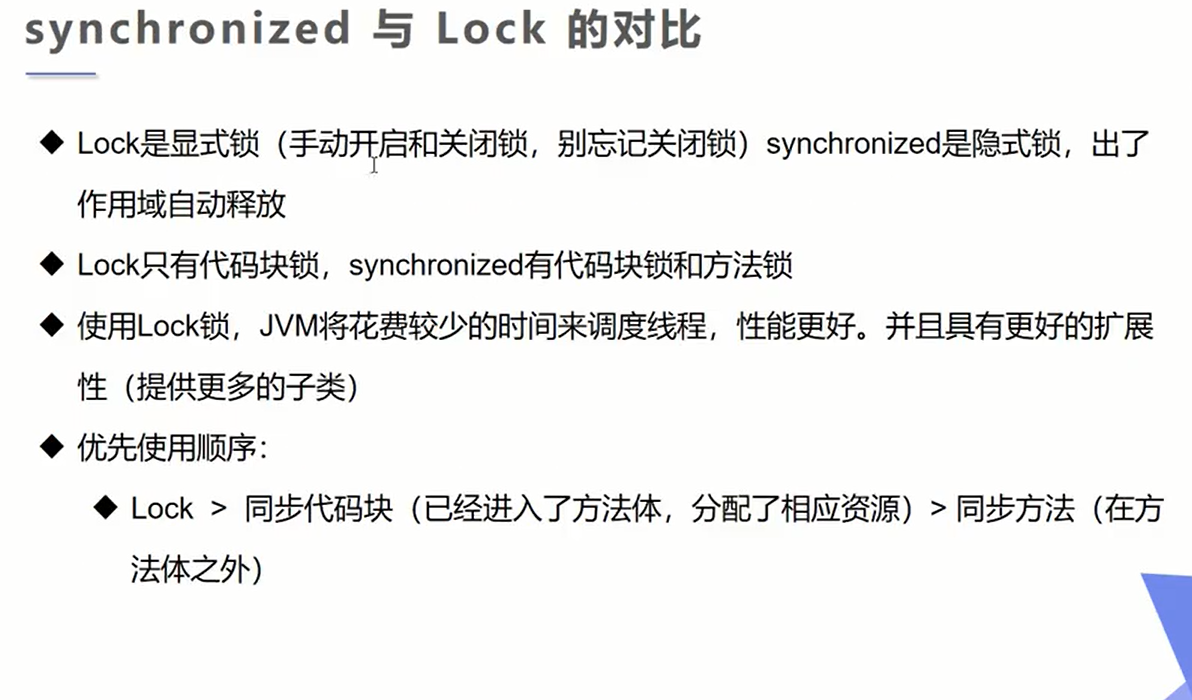 synchronized 与 Lock 的对比
Lock是显式锁（手动开启和关闭锁，别忘记关闭锁）synchronized是隐式锁，出了
作用域自动释放
Lock只有代码块锁，synchronized有代码块锁和方法锁
使用Lock锁，JVM将花费较少的时间来调度线程，性能更好。并且具有更好的扩展
性（提供更多的子类）
优先使用顺序：
Lock > 同步代码块（已经进入了方法体，分配了相应资源）> 同步方法（在方
法体之外）